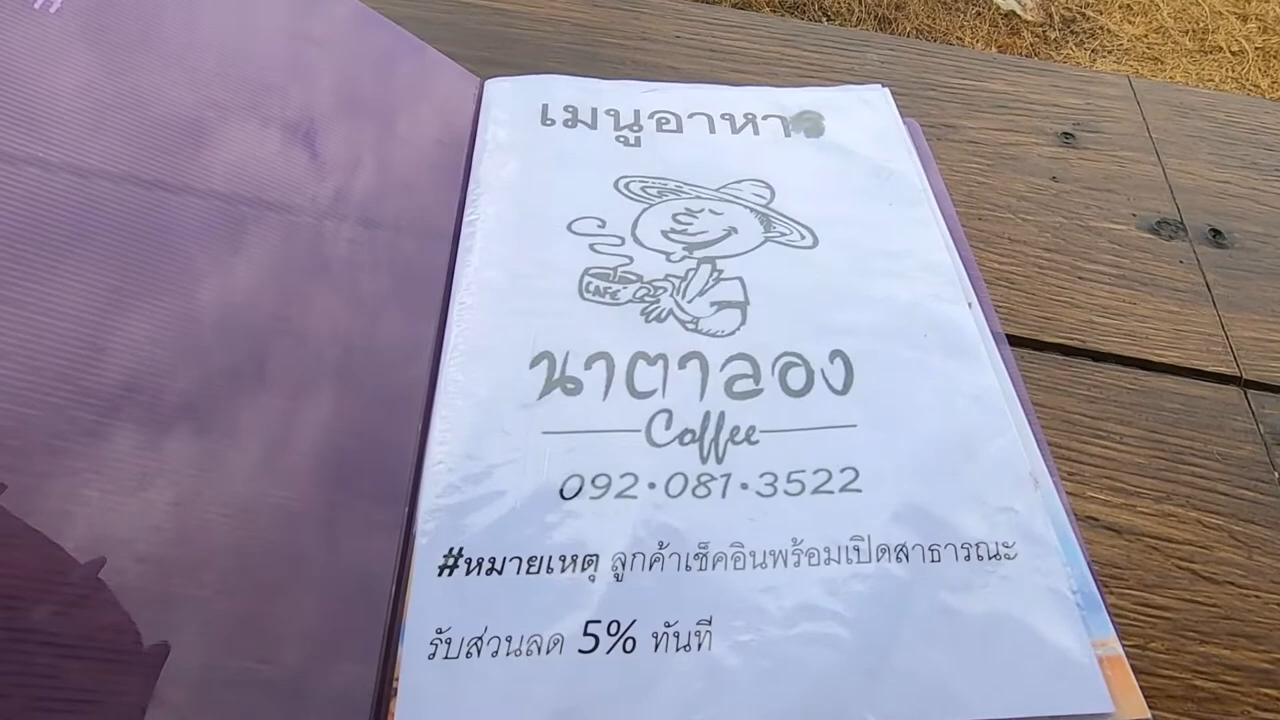 #
เมนูอาหาร
CAFE
นาตาลอง
Coffee
092·081·3522
#หมายเหตุ ลูกค้าเช็คอินพร้อมเปิดสาธารณะ
รับส่วนลด 5% ทันที